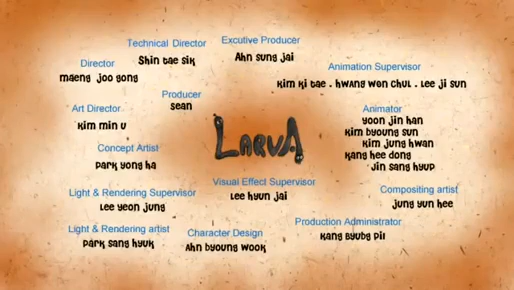 Technical Director
Shin tae sik
Excutive Producer
Ahn sung jai
Director
maeng joo gong
Animation Supervisor
kim ki tae . hwang won chul . Lee ji sun
Producer
sean
Art Director
kim min u
Animator
yoon jin han
kim byoung sun
kim jung hwan
kang hee dong
jin sang hyup
LARVA
Concept Artist
park yong ha
Light & Rendering Supervisor
Lee yeon jung
Visual Effect Supervisor
Lee hyun jai
Compositing artist
jung yun hee
Light & Rendering artist
park sang hyuk
Character Design
Ahn byoung wook
Production Administrator
kang byung pil